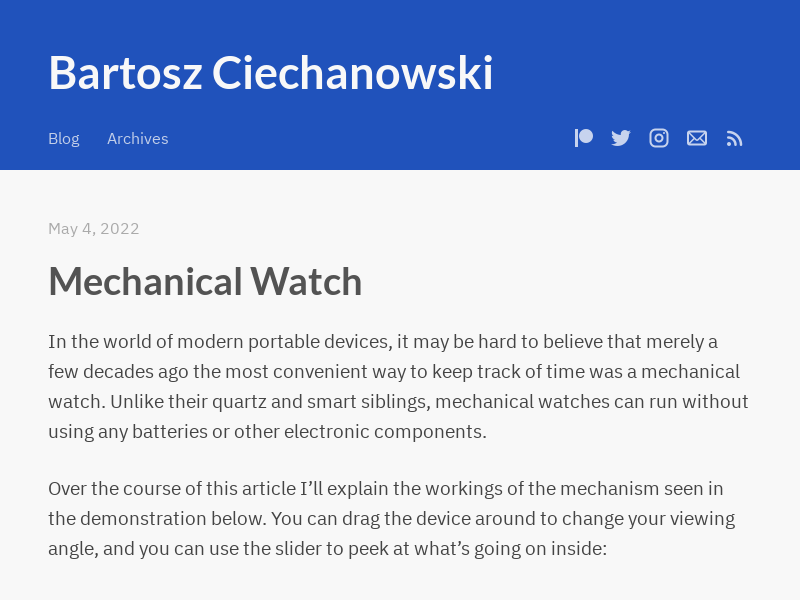 Bartosz Ciechanowski
Blog Archives
May 4, 2022
Mechanical Watch
In the world of modern portable devices, it may be hard to believe that merely a
few decades ago the most convenient way to keep track of time was a mechanical
watch. Unlike their quartz and smart siblings, mechanical watches can run without
using any batteries or other electronic components.
Over the course of this article I’ll explain the workings of the mechanism seen in
the demonstration below. You can drag the device around to change your viewing
angle, and you can use the slider to peek at what’s going on inside: